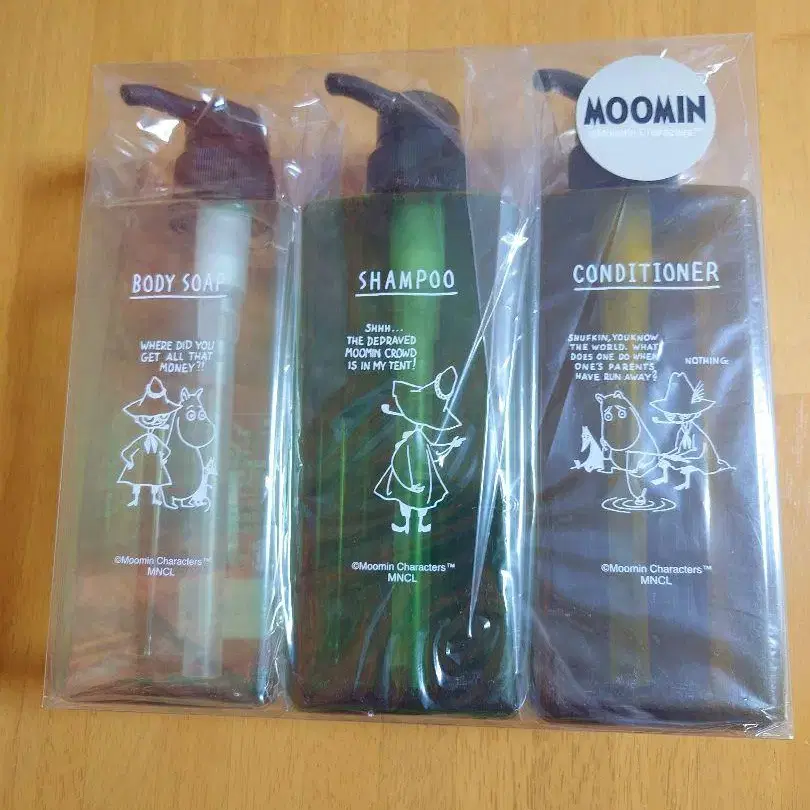 MOOMIN
©Moomin Characters™
BODY SOAP
WHERE DID YOU
GET ALL THAT
MONEY?!
©Moomin Characters™
MNCL
SHAMPOO
SHHH...
THE DEPRAVED
MOOMIN CROWD
IS IN MY TENT!
©Moomin Characters™
MNCL
CONDITIONER
SNUFKIN, YOU KNOW
THE WORLD. WHAT
DOES ONE DO WHEN
ONE'S PARENTS
HAVE RUN AWAY?
NOTHING.
©Moomin Characters™
MNCL